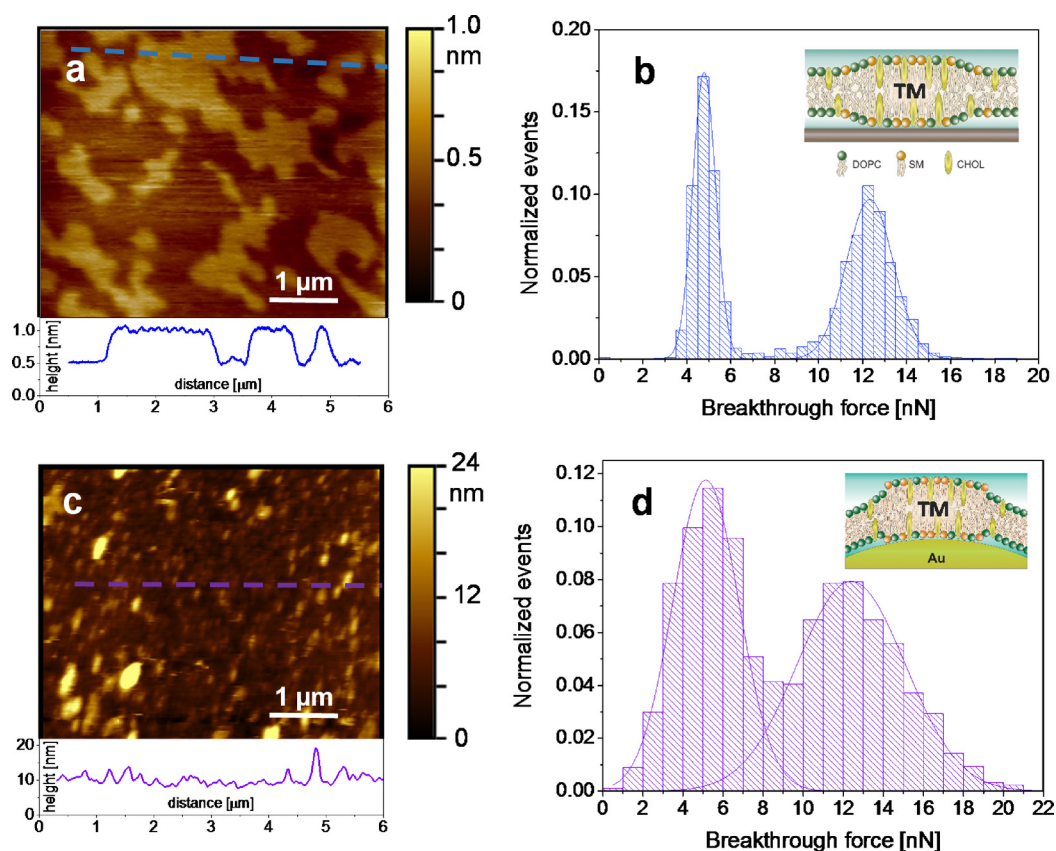 a
1.0
nm
0.5
0
1 µm
height [nm]
1.0
0.5
distance [µm]
0 1 2 3 4 5 6
b
Normalized events
0.20
0.15
0.10
0.05
0.00
0 2 4 6 8 10 12 14 16 18 20
Breakthrough force [nN]
TM
DOPC SM CHOL
c
24
nm
12
0
1 µm
height [nm]
20
10
0
distance [µm]
0 1 2 3 4 5 6
d
Normalized events
0.12
0.10
0.08
0.06
0.04
0.02
0.00
0 2 4 6 8 10 12 14 16 18 20 22
Breakthrough force [nN]
TM
Au